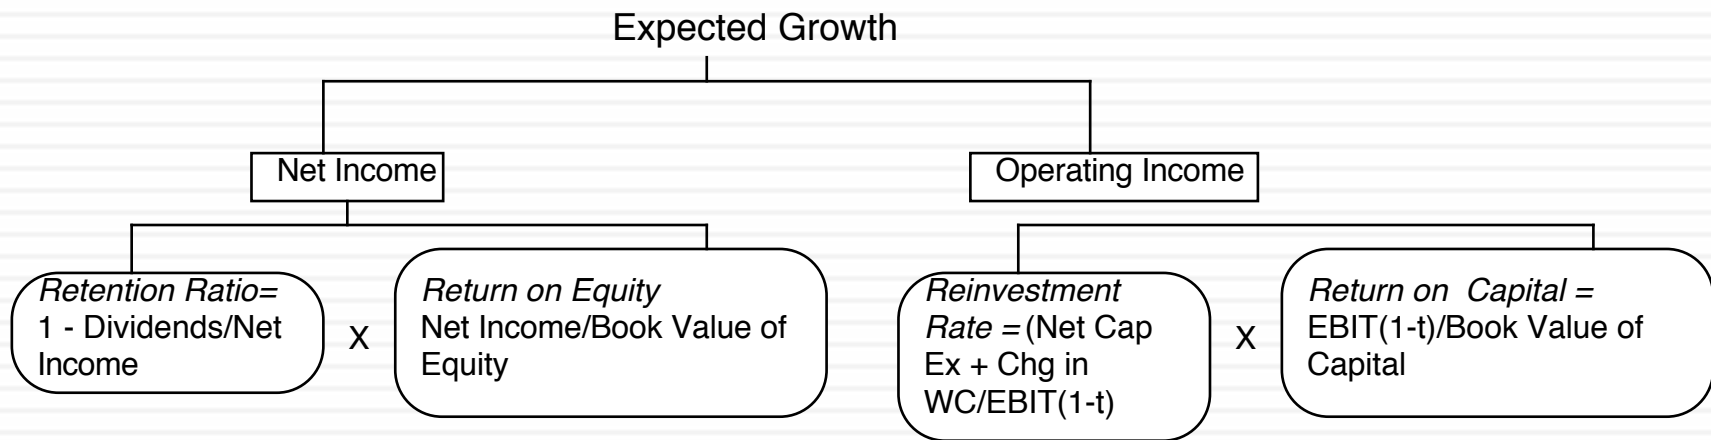 Expected Growth
Net Income
Operating Income
Retention Ratio=
1 - Dividends/Net
Income
X
Return on Equity
Net Income/Book Value of
Equity
Reinvestment
Rate = (Net Cap
Ex + Chg in
WC/EBIT(1-t)
X
Return on Capital =
EBIT(1-t)/Book Value of
Capital